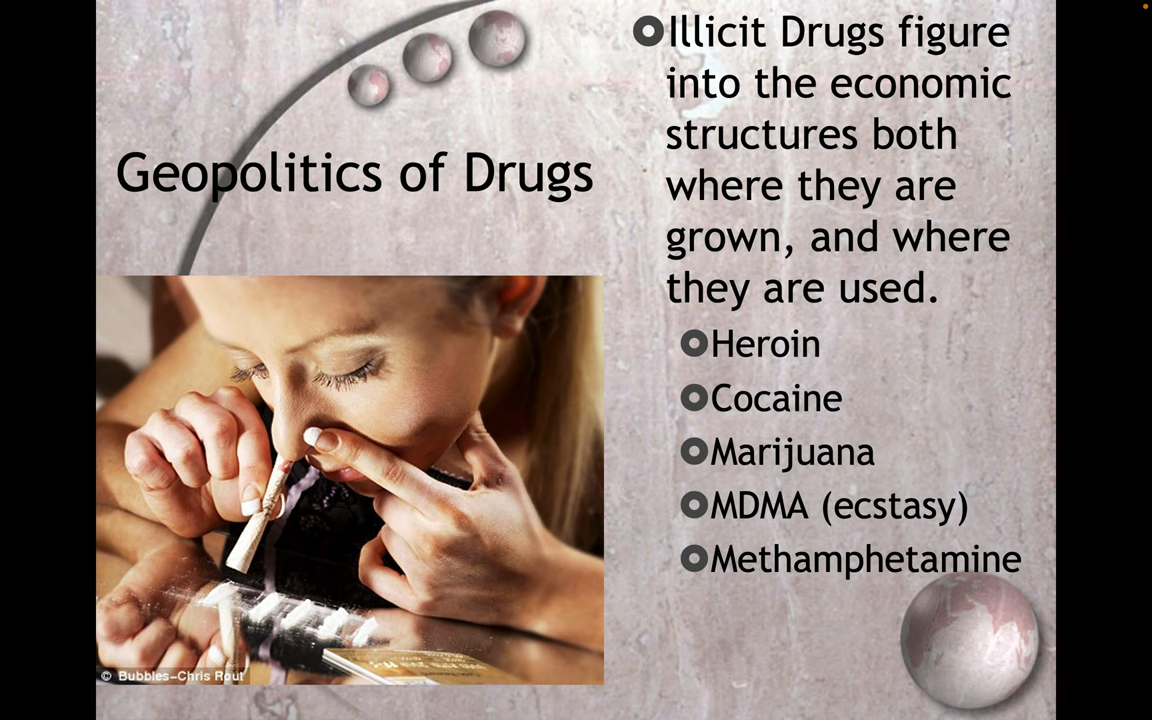 Geopolitics of Drugs
Illicit Drugs figure
into the economic
structures both
where they are
grown, and where
they are used.
Heroin
Cocaine
Marijuana
MDMA (ecstasy)
Methamphetamine
© Bubbles-Chris Rout